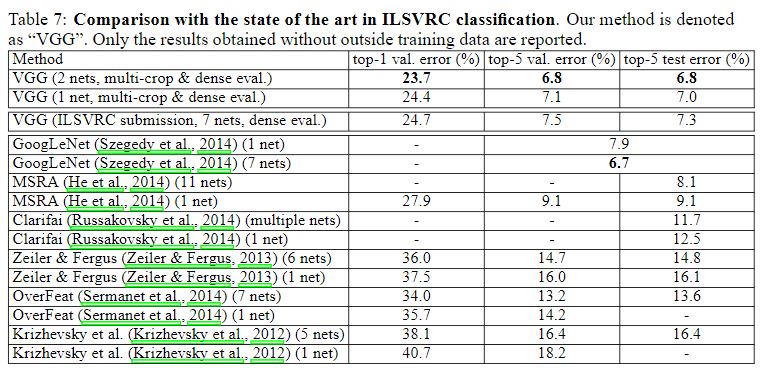 Table 7: Comparison with the state of the art in ILSVRC classification. Our method is denoted
as “VGG”. Only the results obtained without outside training data are reported.
Method top-1 val. error (%) top-5 val. error (%) top-5 test error (%)
VGG (2 nets, multi-crop & dense eval.) 23.7 6.8 6.8
VGG (1 net, multi-crop & dense eval.) 24.4 7.1 7.0
VGG (ILSVRC submission, 7 nets, dense eval.) 24.7 7.5 7.3
GoogLeNet (Szegedy et al., 2014) (1 net) - 7.9
GoogLeNet (Szegedy et al., 2014) (7 nets) - 6.7
MSRA (He et al., 2014) (11 nets) - - 8.1
MSRA (He et al., 2014) (1 net) 27.9 9.1 9.1
Clarifai (Russakovsky et al., 2014) (multiple nets) - - 11.7
Clarifai (Russakovsky et al., 2014) (1 net) - - 12.5
Zeiler & Fergus (Zeiler & Fergus, 2013) (6 nets) 36.0 14.7 14.8
Zeiler & Fergus (Zeiler & Fergus, 2013) (1 net) 37.5 16.0 16.1
OverFeat (Sermanet et al., 2014) (7 nets) 34.0 13.2 13.6
OverFeat (Sermanet et al., 2014) (1 net) 35.7 14.2 -
Krizhevsky et al. (Krizhevsky et al., 2012) (5 nets) 38.1 16.4 16.4
Krizhevsky et al. (Krizhevsky et al., 2012) (1 net) 40.7 18.2 -